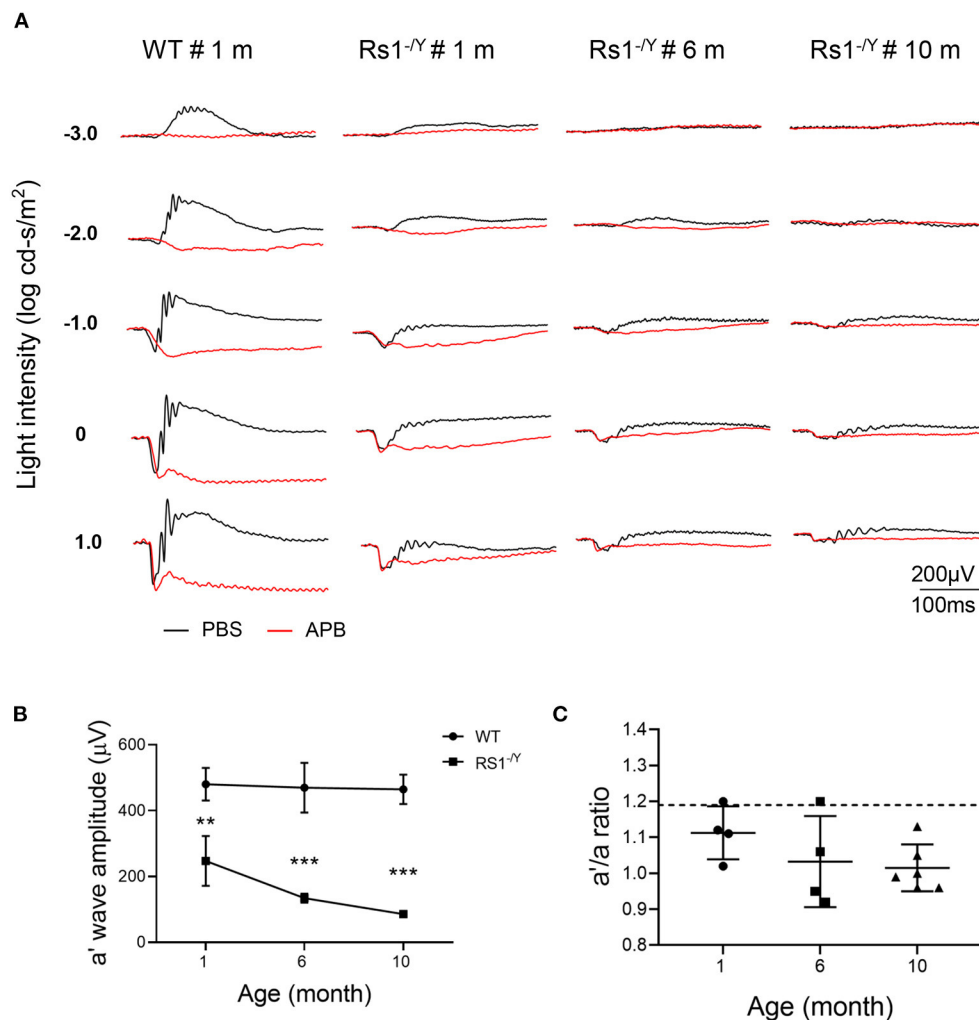 A
WT # 1 m
Rs1-/Y # 1 m
Rs1-/Y # 6 m
Rs1-/Y # 10 m
Light intensity (log cd-s/m2)
-3.0
-2.0
-1.0
0
1.0
200μV
100ms
PBS
APB
B
a' wave amplitude (μV)
600
400
200
0
**
***
***
1
6
10
Age (month)
WT
RS1-/Y
C
a'/a ratio
1.4
1.3
1.2
1.1
1.0
0.9
0.8
1
6
10
Age (month)